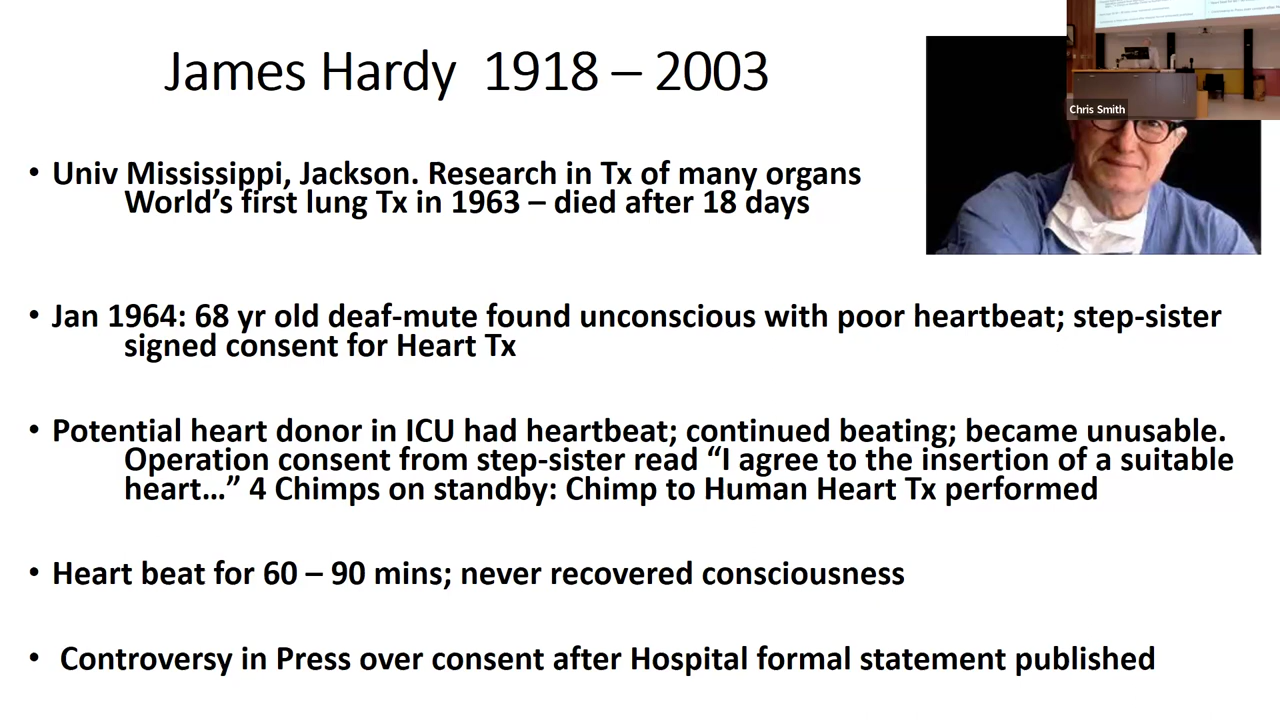 James Hardy 1918 – 2003
Chris Smith
• Univ Mississippi, Jackson. Research in Tx of many organs
World’s first lung Tx in 1963 – died after 18 days
• Jan 1964: 68 yr old deaf-mute found unconscious with poor heartbeat; step-sister
signed consent for Heart Tx
• Potential heart donor in ICU had heartbeat; continued beating; became unusable.
Operation consent from step-sister read “I agree to the insertion of a suitable
heart…” 4 Chimps on standby: Chimp to Human Heart Tx performed
• Heart beat for 60 – 90 mins; never recovered consciousness
• Controversy in Press over consent after Hospital formal statement published